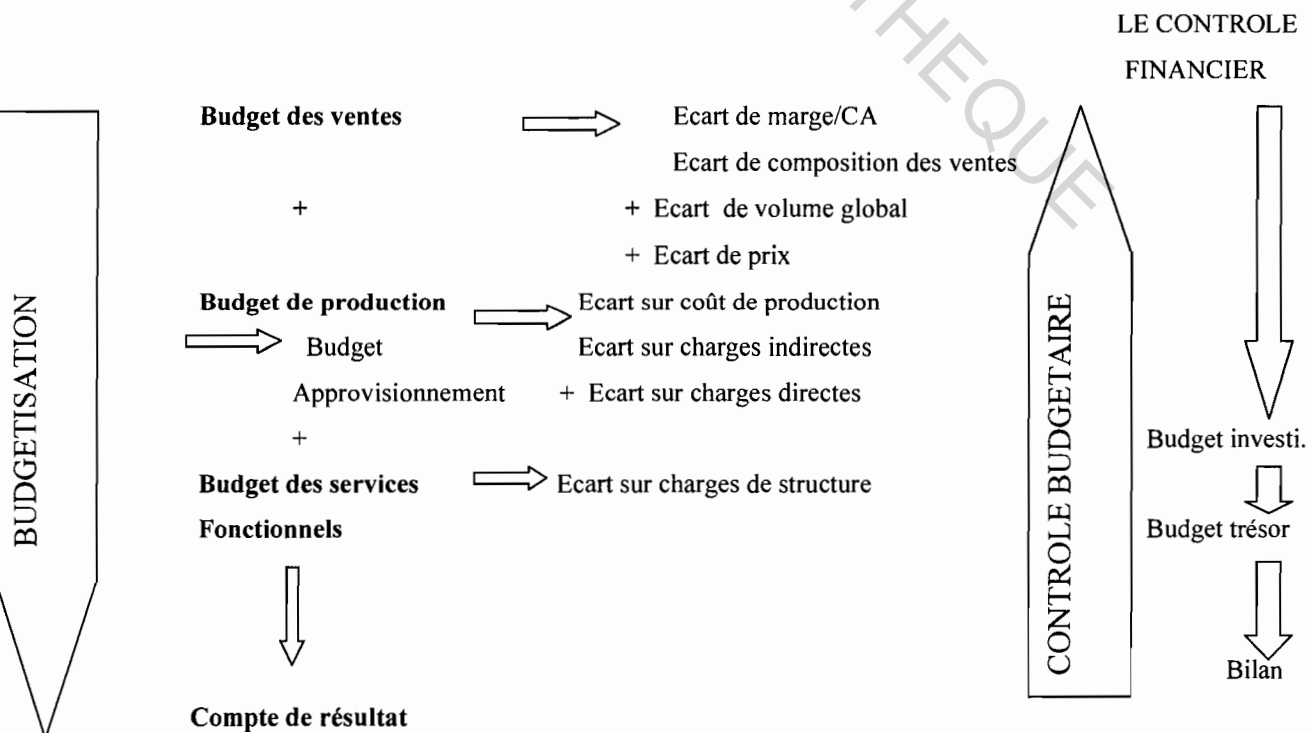 LE CONTROLE
FINANCIER
Budget des ventes
Ecart de marge/CA
Ecart de composition des ventes
+
+ Ecart de volume global
+ Ecart de prix
Budget de production
Ecart sur coût de production
Budget
Ecart sur charges indirectes
Approvisionnement
+ Ecart sur charges directes
+
Budget des services
Ecart sur charges de structure
Fonctionnels
Compte de résultat
BUDGETISATION
CONTROLE BUDGETAIRE
Budget investi.
Budget trésor
Bilan
THEQUE